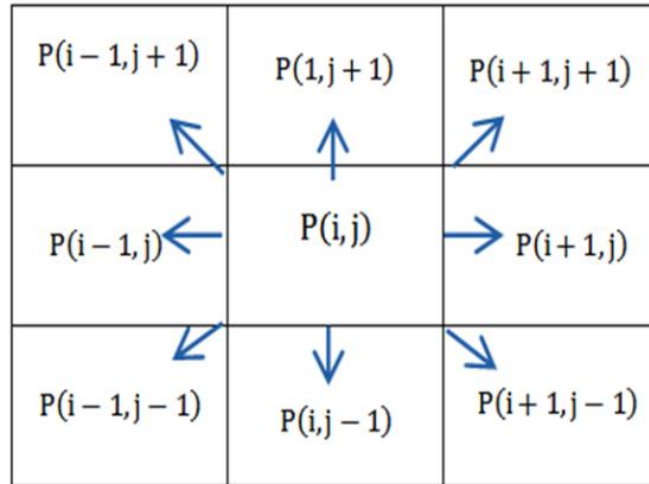 P(i − 1, j + 1) P(1, j + 1) P(i + 1, j + 1)
P(i − 1, j) P(i, j) P(i + 1, j)
P(i − 1, j − 1) P(i, j − 1) P(i + 1, j − 1)